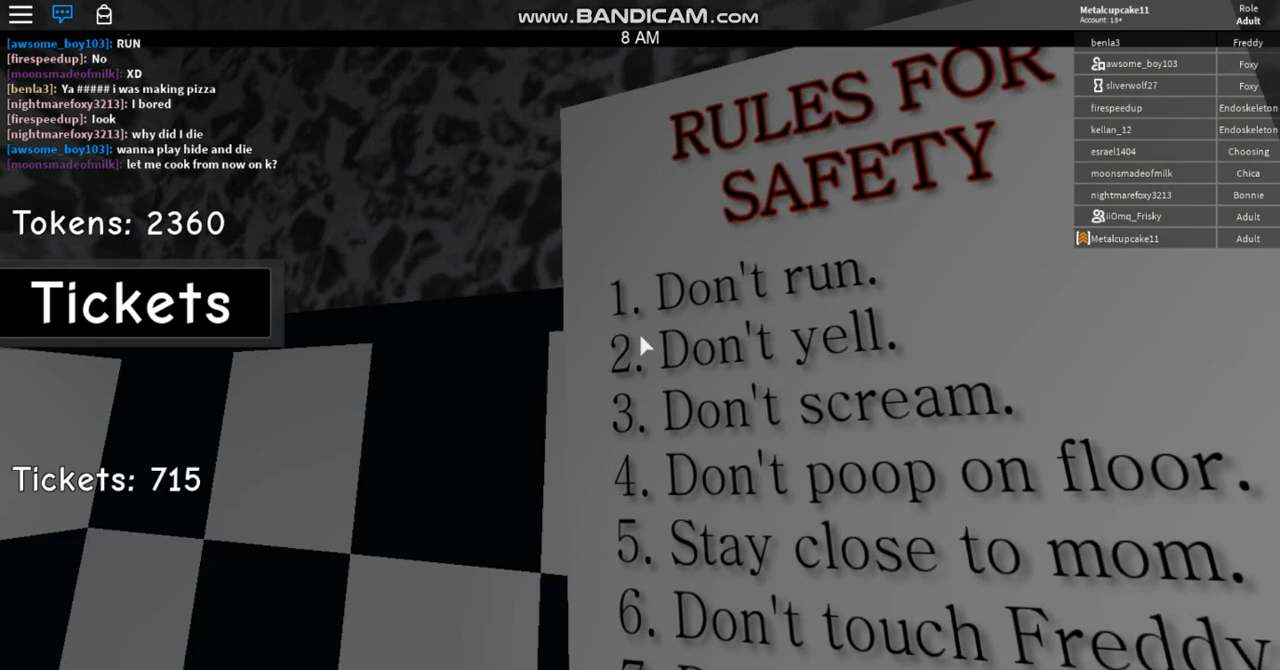 www.BANDICAM.com
8 AM
[awsome_boy103]: RUN
[firespeedup]: No
[moonsmadeofmilk]: XD
[benla3]: Ya ##### i was making pizza
[nightmarefoxy3213]: I bored
[firespeedup]: look
[nightmarefoxy3213]: why did I die
[awsome_boy103]: wanna play hide and die
[moonsmadeofmilk]: let me cook from now on k?
Tokens: 2360
Tickets
Tickets: 715
RULES FOR
SAFETY
1. Don't run.
2. Don't yell.
3. Don't scream.
4. Don't poop on floor.
5. Stay close to mom.
6. Don't touch Freddy
7.
Metalcupcake11 Role
Account: 13+ Adult
benla3 Freddy
awsome_boy103 Foxy
sliverwolf27 Foxy
firespeedup Endoskeleton
kellan_12 Endoskeleton
esrael1404 Choosing
moonsmadeofmilk Chica
nightmarefoxy3213 Bonnie
iiOmq_Frisky Adult
Metalcupcake11 Adult